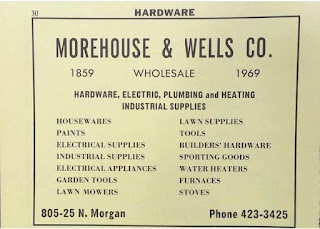 30 HARDWARE
MOREHOUSE & WELLS CO.
1859 WHOLESALE 1969
HARDWARE, ELECTRIC, PLUMBING and HEATING
INDUSTRIAL SUPPLIES
HOUSEWARES
PAINTS
ELECTRICAL SUPPLIES
INDUSTRIAL SUPPLIES
ELECTRICAL APPLIANCES
GARDEN TOOLS
LAWN MOWERS
LAWN SUPPLIES
TOOLS
BUILDERS' HARDWARE
SPORTING GOODS
WATER HEATERS
FURNACES
STOVES
805-25 N. Morgan Phone 423-3425